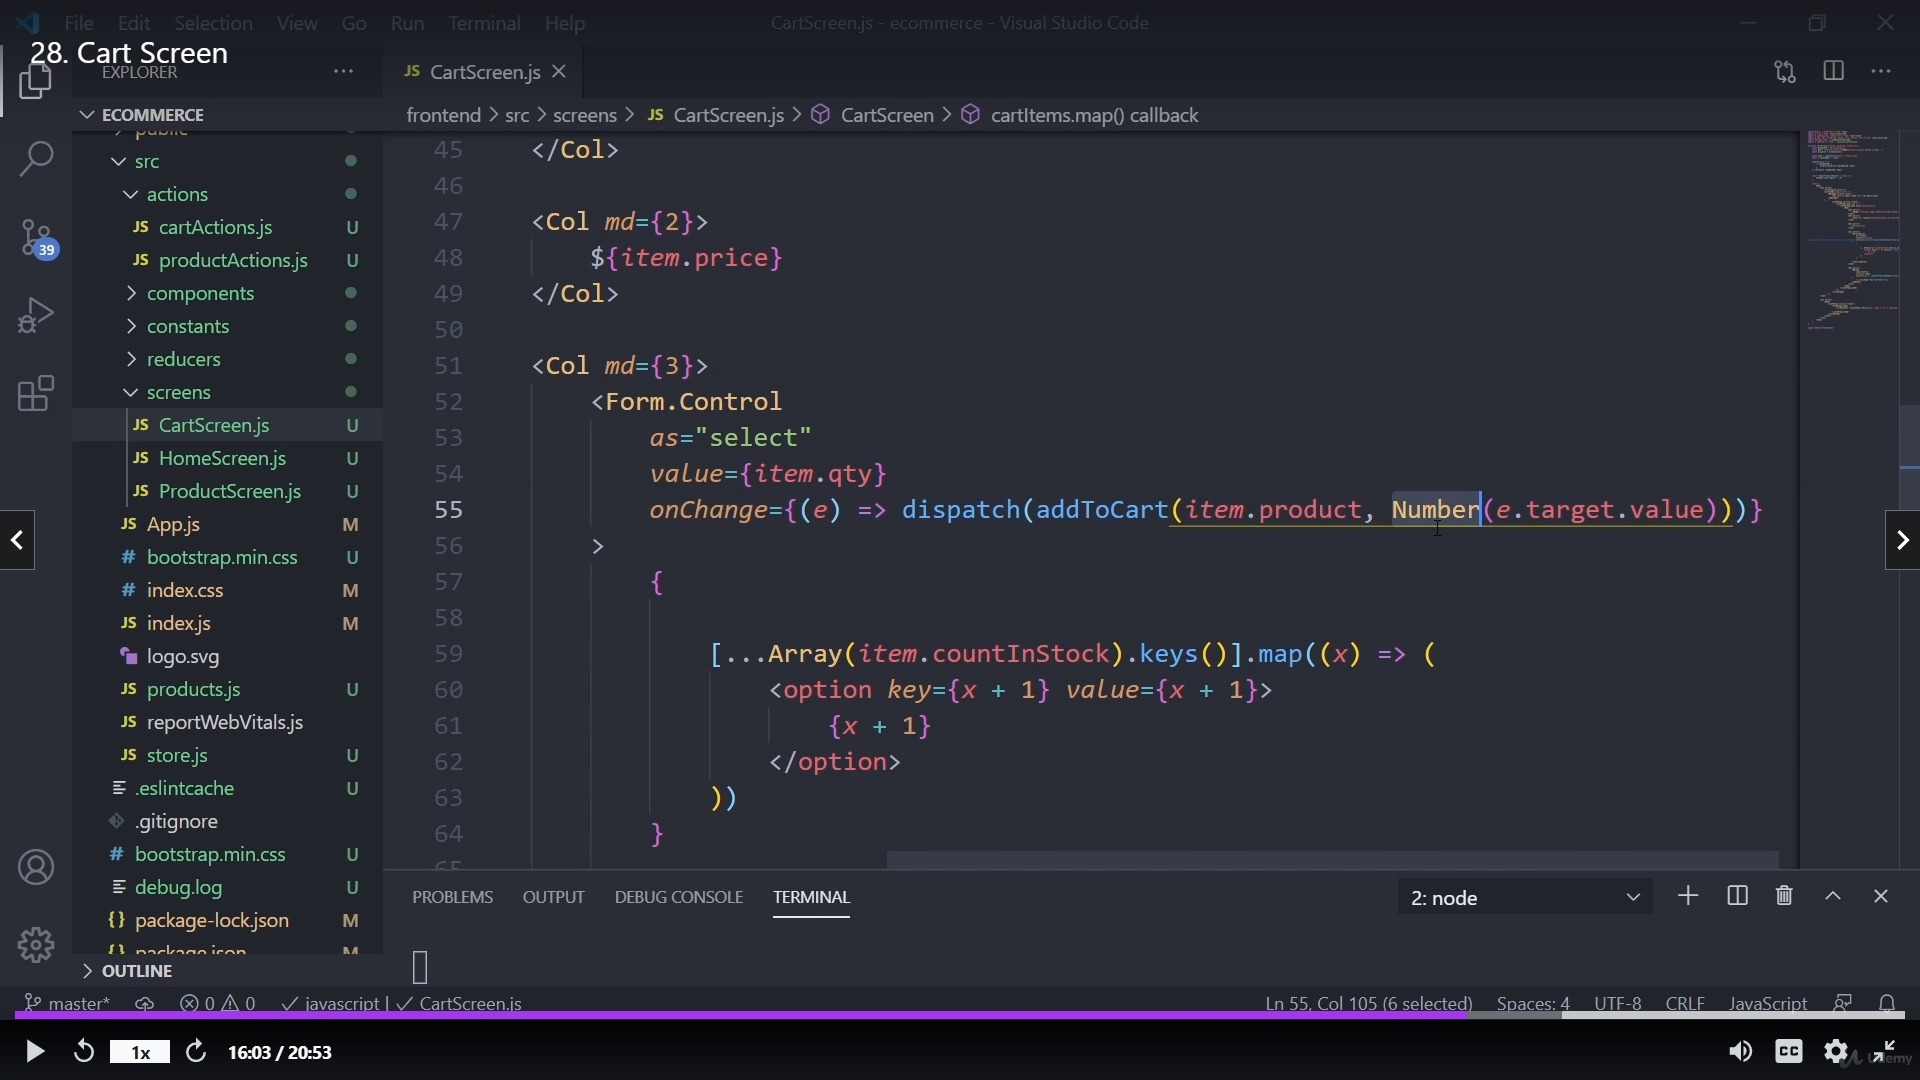 File Edit Selection View Go Run Terminal Help
CartScreen.js - ecommerce - Visual Studio Code
28. Cart Screen
EXPLORER
ECOMMERCE
public
src
actions
JS cartActions.js U
JS productActions.js U
components
constants
reducers
screens
JS CartScreen.js U
JS HomeScreen.js U
JS ProductScreen.js U
JS App.js M
# bootstrap.min.css U
# index.css M
JS index.js M
logo.svg
JS products.js U
JS reportWebVitals.js
JS store.js U
.eslintcache U
.gitignore
# bootstrap.min.css U
debug.log U
{} package-lock.json M
{} package.json M
OUTLINE
39
JS CartScreen.js
frontend > src > screens > JS CartScreen.js > CartScreen > cartItems.map() callback
45 </Col>
46
47 <Col md={2}>
48 ${item.price}
49 </Col>
50
51 <Col md={3}>
52 <Form.Control
53 as="select"
54 value={item.qty}
55 onChange={(e) => dispatch(addToCart(item.product, Number(e.target.value)))}
56 >
57 {
58
59 [...Array(item.countInStock).keys()].map((x) => (
60 <option key={x + 1} value={x + 1}>
61 {x + 1}
62 </option>
63 ))
64 }
65
PROBLEMS OUTPUT DEBUG CONSOLE TERMINAL
2: node
master* 0 0 javascript | CartScreen.js
Ln 55, Col 105 (6 selected) Spaces: 4 UTF-8 CRLF JavaScript
1x 16:03 / 20:53
CC
Udemy